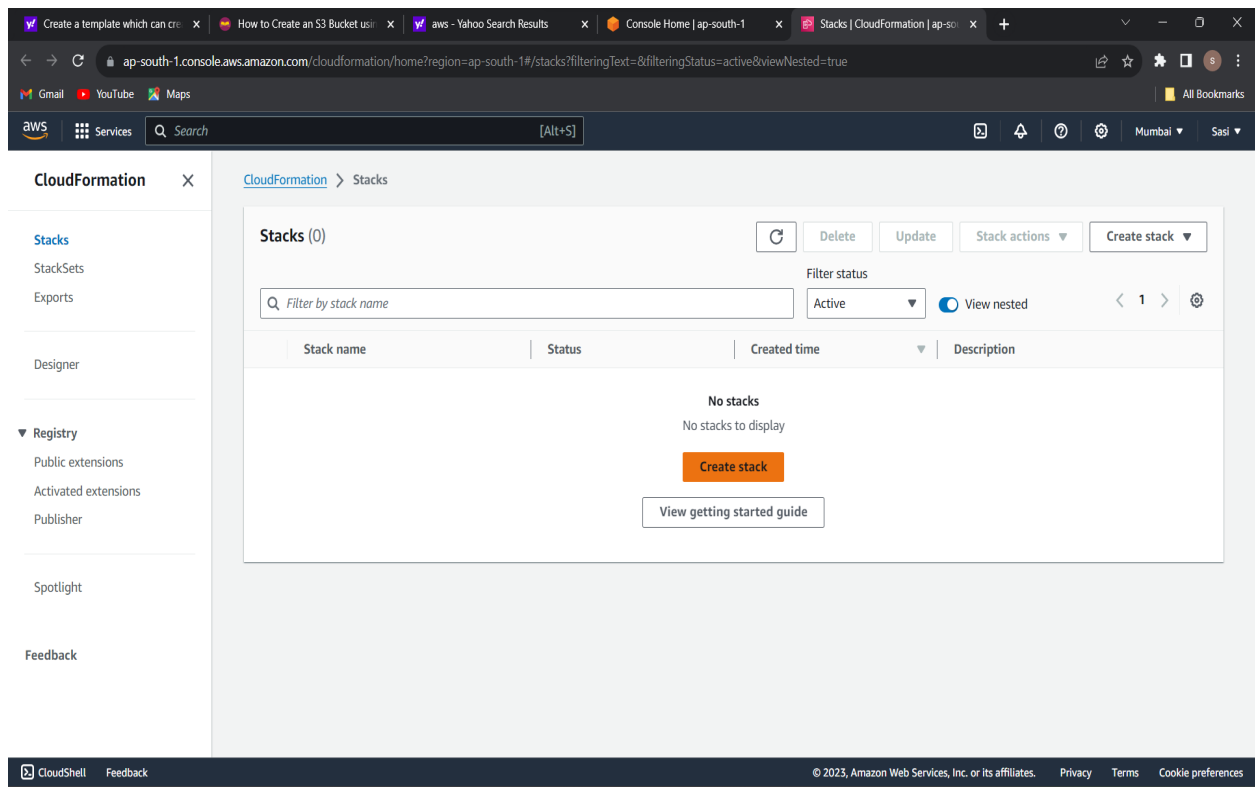 Create a template which can cre
How to Create an S3 Bucket usin
aws - Yahoo Search Results
Console Home | ap-south-1
Stacks | CloudFormation | ap-sou
ap-south-1.console.aws.amazon.com/cloudformation/home?region=ap-south-1#/stacks?filteringText=&filteringStatus=active&viewNested=true
S
Gmail YouTube Maps All Bookmarks
aws Services Search [Alt+S] Mumbai Sasi
CloudFormation
CloudFormation Stacks
Stacks
StackSets
Exports
Designer
Registry
Public extensions
Activated extensions
Publisher
Spotlight
Feedback
Stacks (0) Delete Update Stack actions Create stack
Filter status
Filter by stack name Active View nested 1
Stack name Status Created time Description
No stacks
No stacks to display
Create stack
View getting started guide
CloudShell Feedback © 2023, Amazon Web Services, Inc. or its affiliates. Privacy Terms Cookie preferences